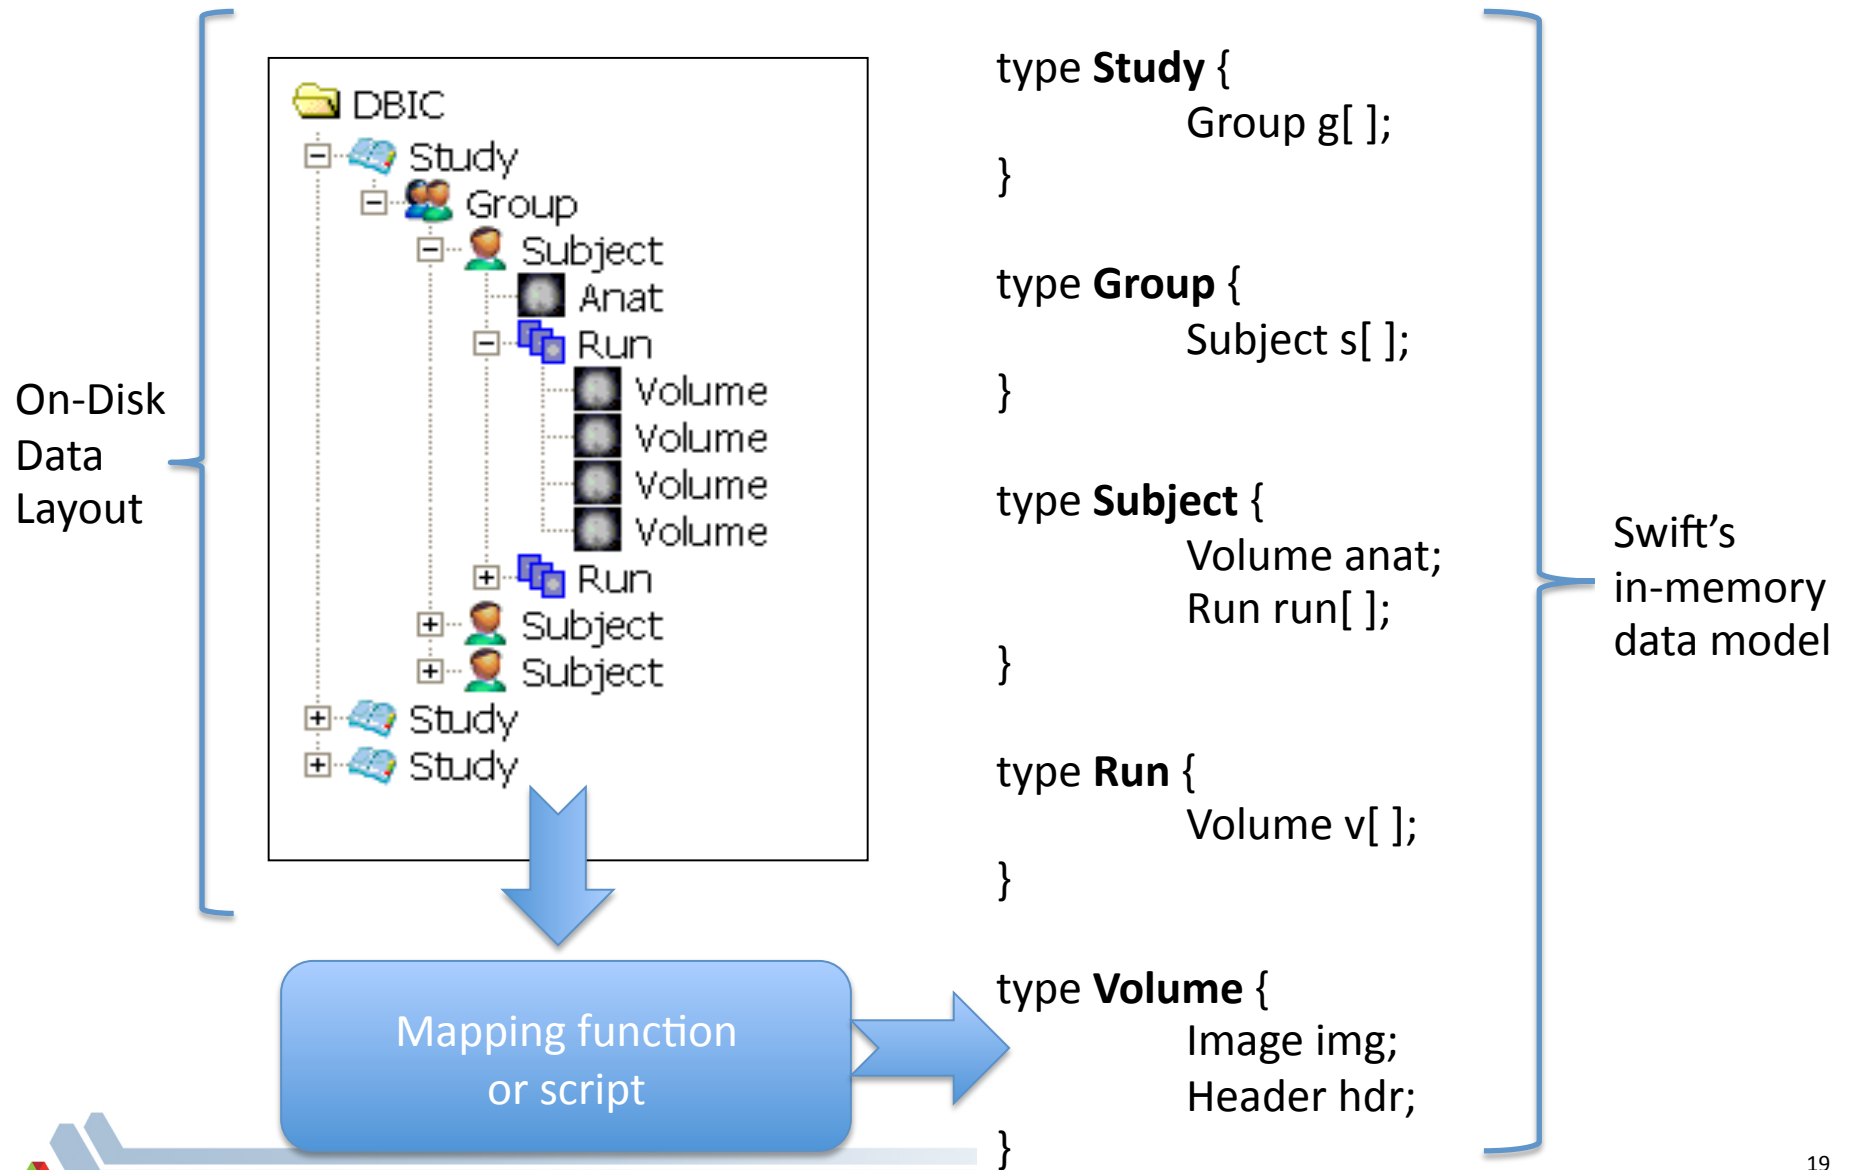 On-Disk
Data
Layout
DBIC
Study
Group
Subject
Anat
Run
Volume
Volume
Volume
Volume
Run
Subject
Subject
Study
Study
Mapping function
or script
type Study {
Group g[ ];
}
type Group {
Subject s[ ];
}
type Subject {
Volume anat;
Run run[ ];
}
type Run {
Volume v[ ];
}
type Volume {
Image img;
Header hdr;
}
Swift’s
in-memory
data model
19